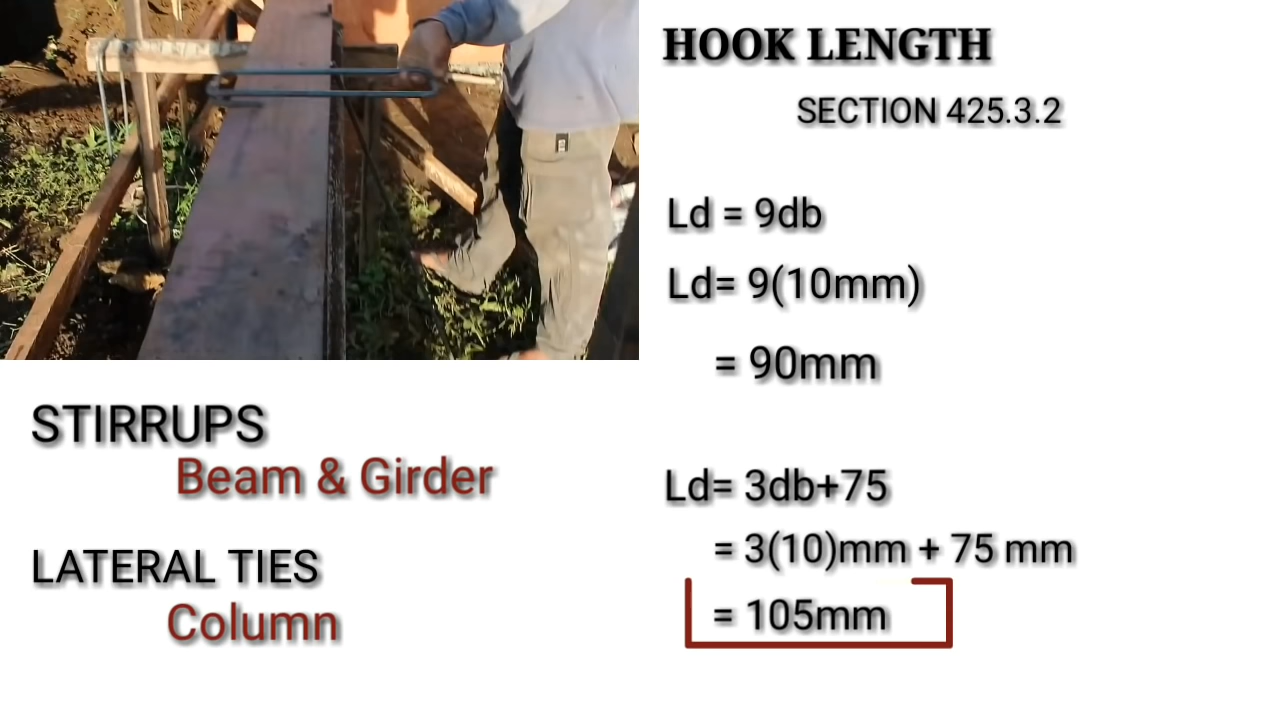 HOOK LENGTH
SECTION 425.3.2
Ld = 9db
Ld= 9(10mm)
= 90mm
Ld= 3db+75
= 3(10)mm + 75 mm
= 105mm
STIRRUPS
Beam & Girder
LATERAL TIES
Column